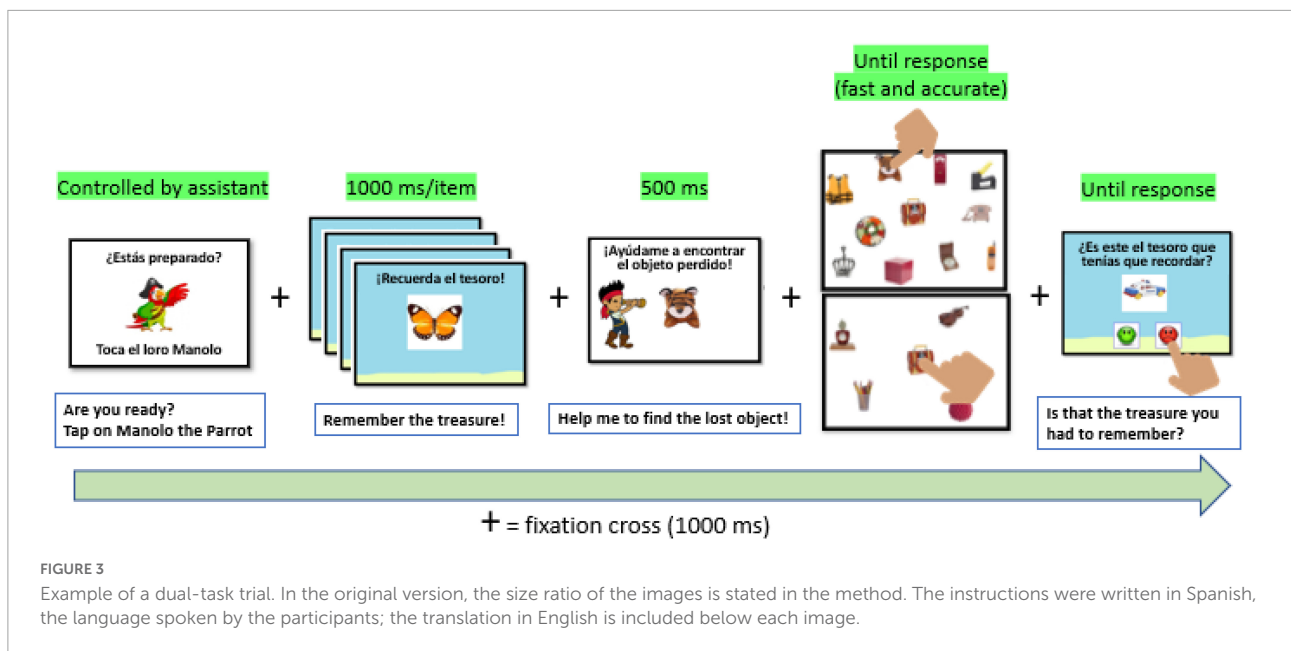 Until response
(fast and accurate)
Controlled by assistant
1000 ms/item
500 ms
Until response
¿Estás preparado?
Toca el loro Manolo
+
¡Recuerda el tesoro!
+
¡Ayúdame a encontrar
el objeto perdido!
+
+
¿Es este el tesoro que
tenías que recordar?
Are you ready?
Tap on Manolo the Parrot
Remember the treasure!
Help me to find the lost object!
Is that the treasure you
had to remember?
+ = fixation cross (1000 ms)
FIGURE 3
Example of a dual-task trial. In the original version, the size ratio of the images is stated in the method. The instructions were written in Spanish,
the language spoken by the participants; the translation in English is included below each image.